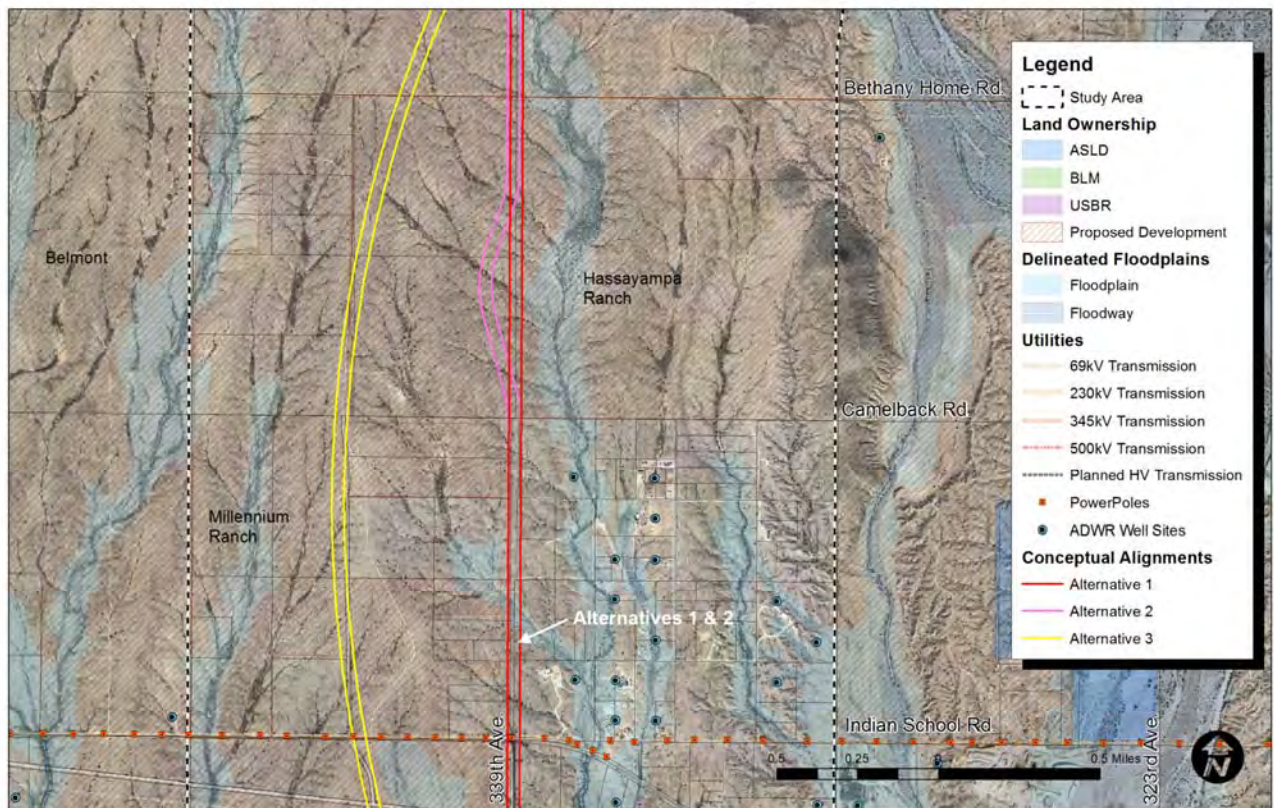 Bethany Home Rd.
Belmont
Hassayampa
Ranch
Camelback Rd.
Millennium
Ranch
Alternatives 1 & 2
Indian School Rd.
339th Ave.
323rd Ave.
0.5 0.25 0 0.5 Miles
N
Legend
Study Area
Land Ownership
ASLD
BLM
USBR
Proposed Development
Delineated Floodplains
Floodplain
Floodway
Utilities
69kV Transmission
230kV Transmission
345kV Transmission
500kV Transmission
Planned HV Transmission
PowerPoles
ADWR Well Sites
Conceptual Alignments
Alternative 1
Alternative 2
Alternative 3